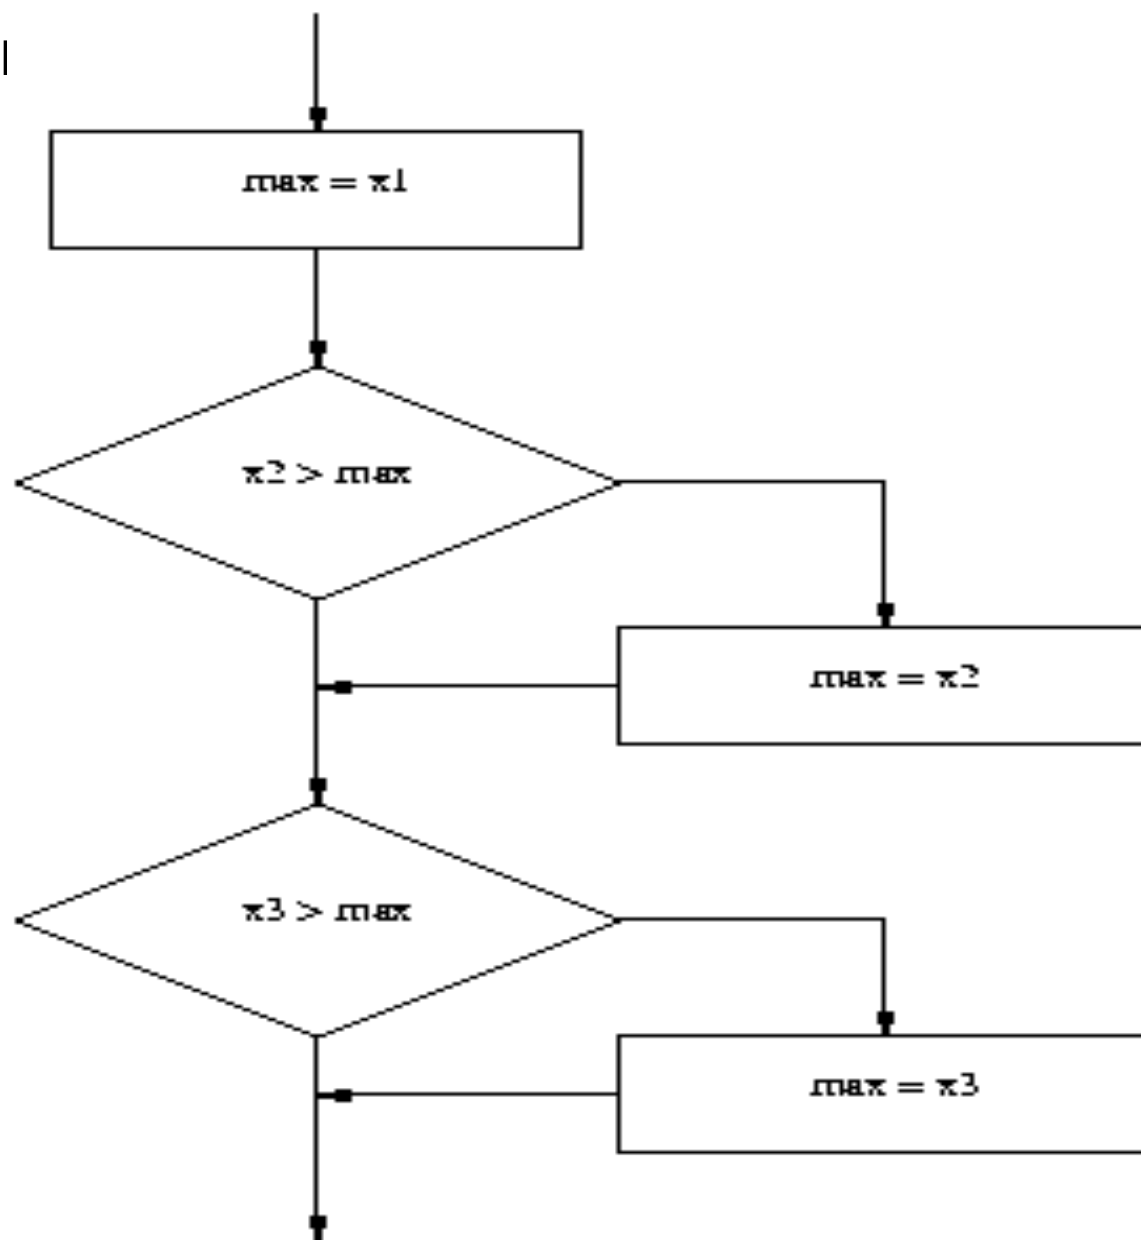 max = x1
x2 > max
max = x2
x3 > max
max = x3